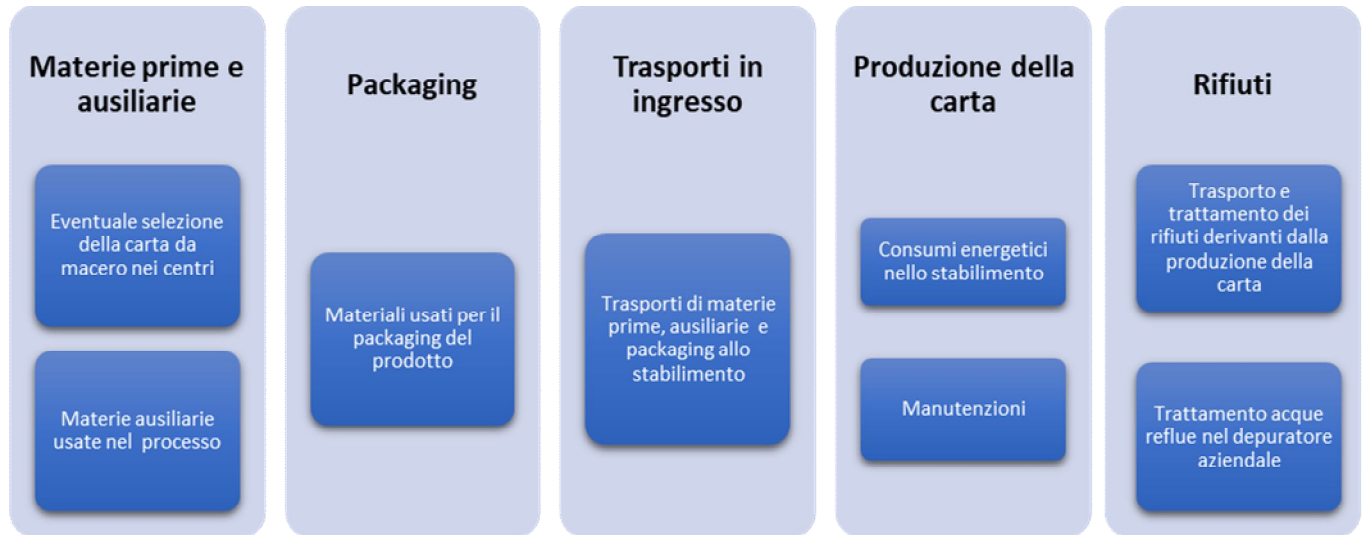 Materie prime e
ausiliarie
Eventuale selezione
della carta da
macero nei centri
Materie ausiliarie
usate nel processo
Packaging
Materiali usati per il
packaging del
prodotto
Trasporti in
ingresso
Trasporti di materie
prime, ausiliarie e
packaging allo
stabilimento
Produzione della
carta
Consumi energetici
nello stabilimento
Manutenzioni
Rifiuti
Trasporto e
trattamento dei
rifiuti derivanti dalla
produzione della
carta
Trattamento acque
reflue nel depuratore
aziendale